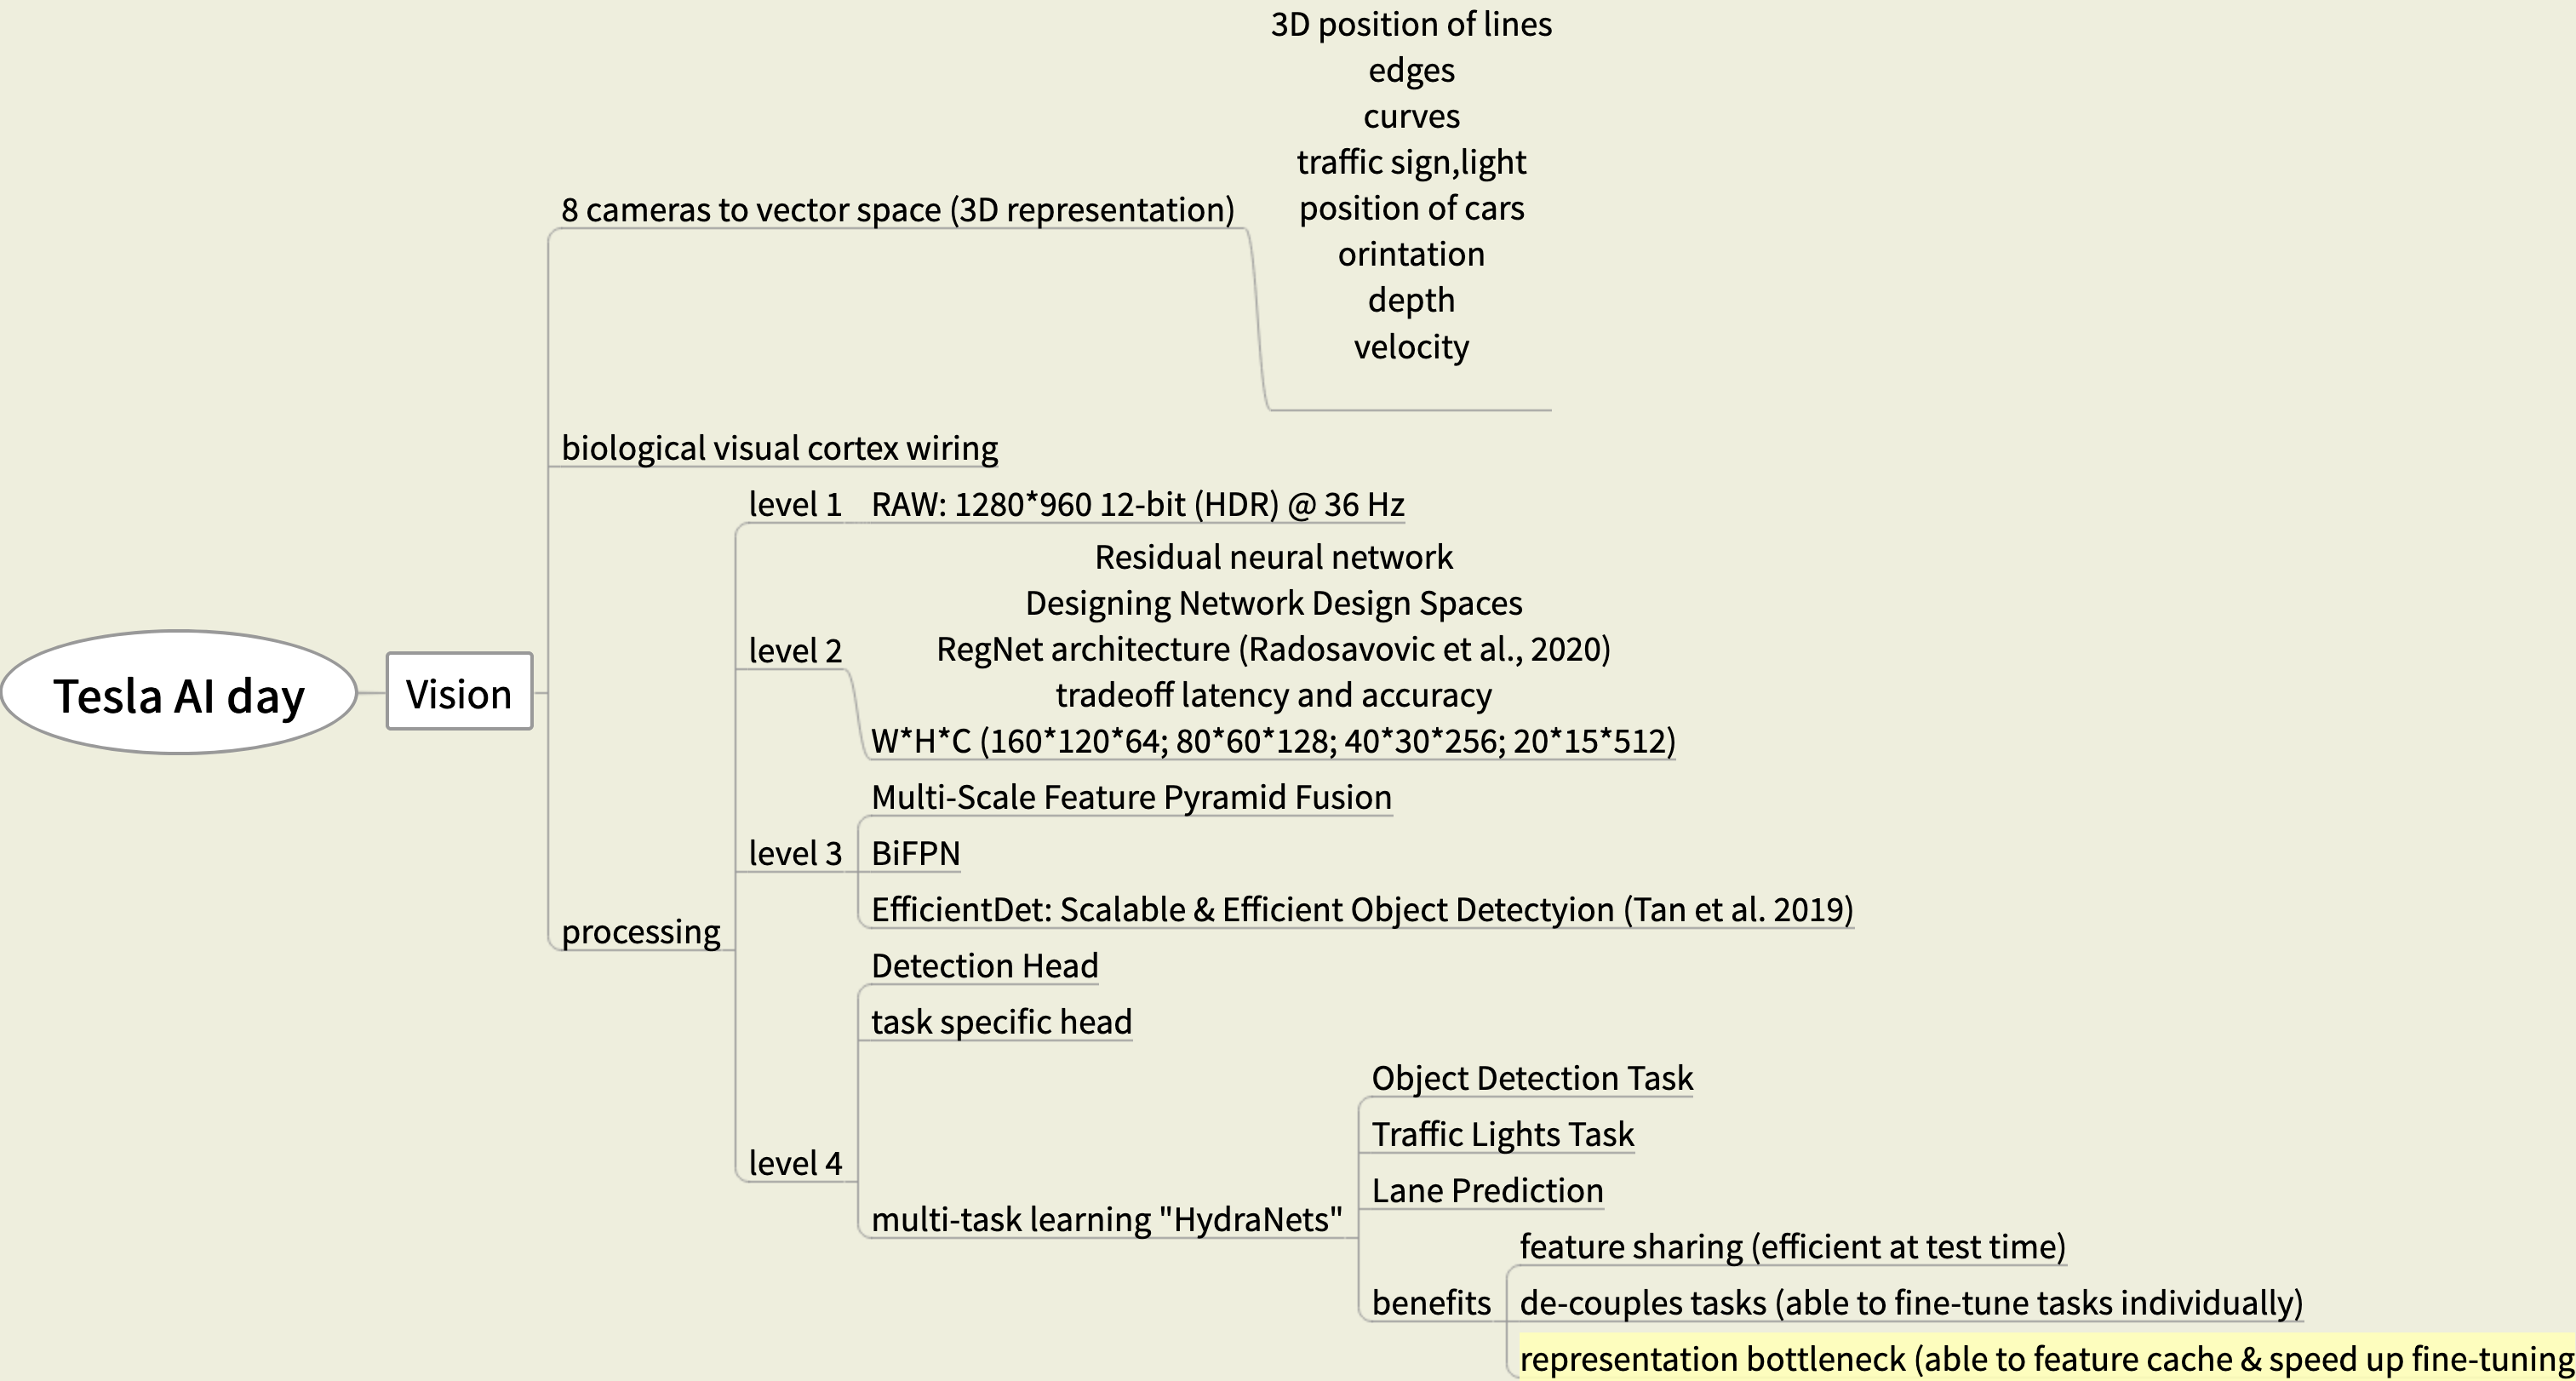 Tesla AI day
Vision
8 cameras to vector space (3D representation)
3D position of lines
edges
curves
traffic sign,light
position of cars
orintation
depth
velocity
biological visual cortex wiring
processing
level 1
RAW: 1280*960 12-bit (HDR) @ 36 Hz
level 2
Residual neural network
Designing Network Design Spaces
RegNet architecture (Radosavovic et al., 2020)
tradeoff latency and accuracy
W*H*C (160*120*64; 80*60*128; 40*30*256; 20*15*512)
level 3
Multi-Scale Feature Pyramid Fusion
BiFPN
EfficientDet: Scalable & Efficient Object Detectyion (Tan et al. 2019)
level 4
Detection Head
task specific head
multi-task learning "HydraNets"
Object Detection Task
Traffic Lights Task
Lane Prediction
benefits
feature sharing (efficient at test time)
de-couples tasks (able to fine-tune tasks individually)
representation bottleneck (able to feature cache & speed up fine-tuning